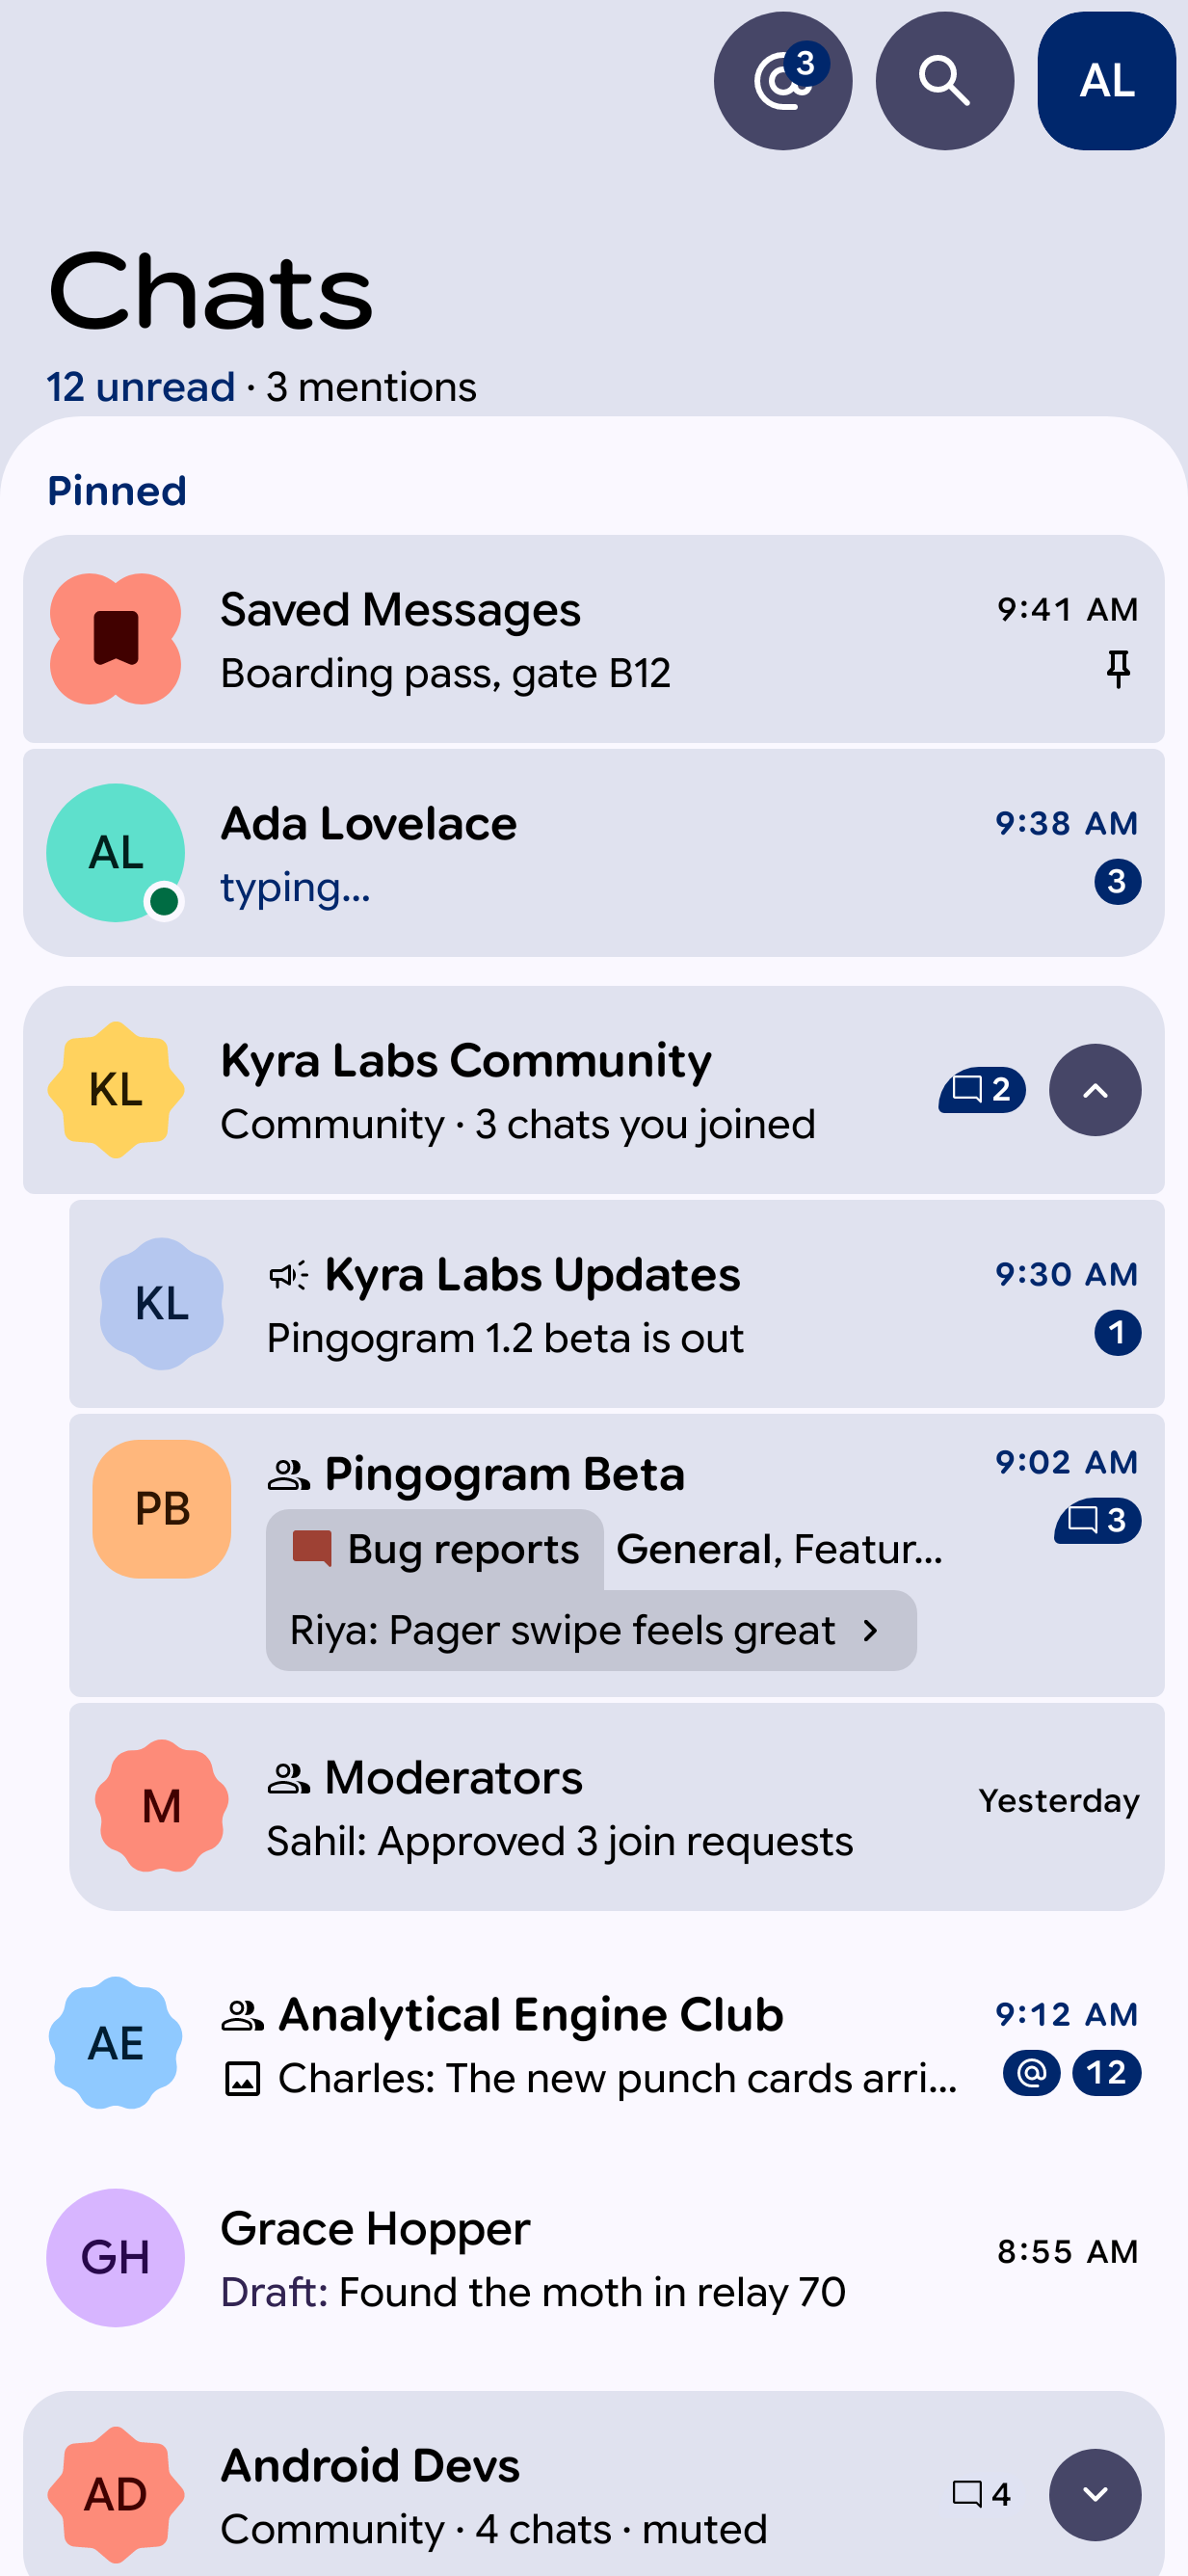 3
AL
Chats
12 unread · 3 mentions
Pinned
Saved Messages
9:41 AM
Boarding pass, gate B12
AL
Ada Lovelace
9:38 AM
typing...
3
KL
Kyra Labs Community
Community · 3 chats you joined
2
KL
Kyra Labs Updates
9:30 AM
Pingogram 1.2 beta is out
1
PB
Pingogram Beta
9:02 AM
Bug reports
General, Featur...
3
Riya: Pager swipe feels great
M
Moderators
Yesterday
Sahil: Approved 3 join requests
AE
Analytical Engine Club
9:12 AM
Charles: The new punch cards arri...
@ 12
GH
Grace Hopper
8:55 AM
Draft: Found the moth in relay 70
AD
Android Devs
Community · 4 chats · muted
4